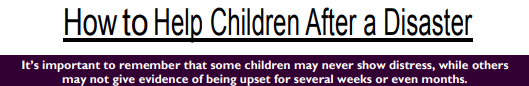 How to Help Children After a Disaster
It's important to remember that some children may never show distress, while others
may not give evidence of being upset for several weeks or even months.